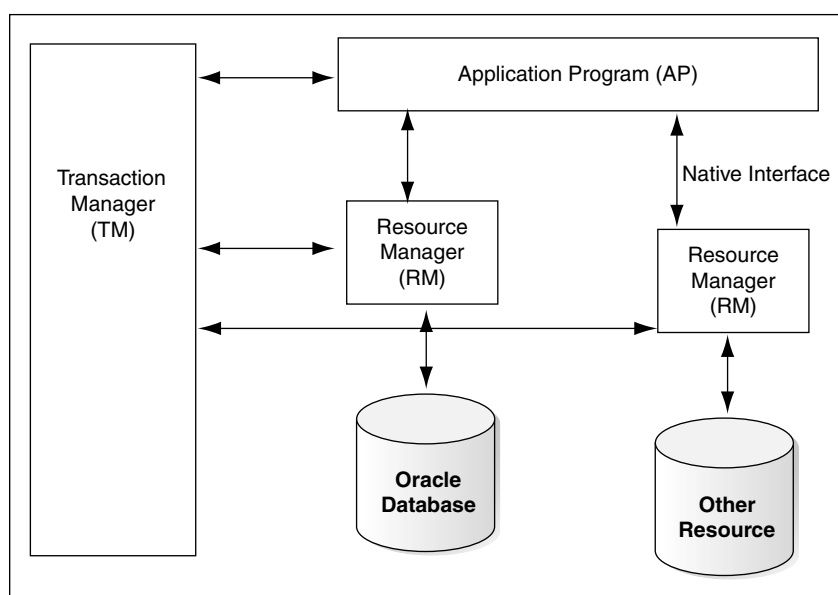 Application Program (AP)
Transaction
Manager
(TM)
Native Interface
Resource
Manager
(RM)
Resource
Manager
(RM)
Oracle
Database
Other
Resource